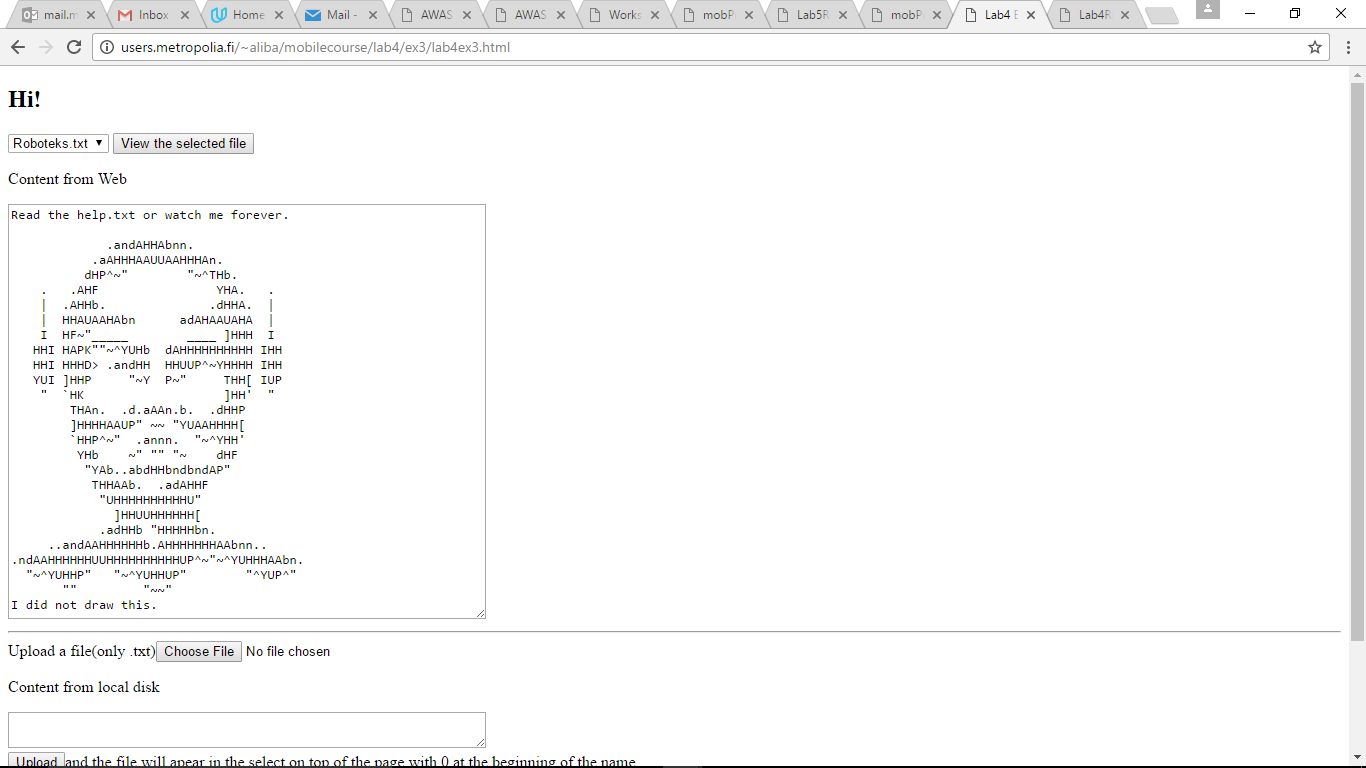 mail.m
Inbox
Home
Mail -
AWAS
AWAS
Works
mobP
Lab5R
mobP
Lab4 E
Lab4R
users.metropolia.fi/~aliba/mobilecourse/lab4/ex3/lab4ex3.html
Hi!
Roboteks.txt View the selected file
Content from Web
Read the help.txt or watch me forever.
             .andAHHAbnn.
           .aAHHHAAUUAAHHHAn.
          dHP^~"        "~^THb.
    .   .AHF                YHA.   .
    |  .AHHb.              .dHHA.  |
    |  HHAUAAHAbn      adAHAAUAHA  |
    I  HF~"_____        ____ ]HHH  I
   HHI HAPK""~^YUHb  dAHHHHHHHHHH IHH
   HHI HHHD> .andHH  HHUUP^~YHHHH IHH
   YUI ]HHP     "~Y  P~"     THH[ IUP
    "  `HK                   ]HH'  "
        THAn.  .d.aAAn.b.  .dHHP
        ]HHHHAAUP" ~~ "YUAAHHHH[
        `HHP^~"  .annn.  "~^YHH'
         YHb    ~" "" "~    dHF
          "YAb..abdHHbndbndAP"
           THHAAb.  .adAHHF
            "UHHHHHHHHHHU"
              ]HHUUHHHHHH[
            .adHHb "HHHHHbn.
     ..andAAHHHHHHb.AHHHHHHHAAbnn..
.ndAAHHHHHHUUHHHHHHHHHHUP^~"~^YUHHHAAbn.
  "~^YUHHP"   "~^YUHHUP"        "^YUP^"
       ""         "~~"
I did not draw this.
Upload a file(only .txt) Choose File No file chosen
Content from local disk
Upload and the file will apear in the select on top of the page with 0 at the beginning of the name